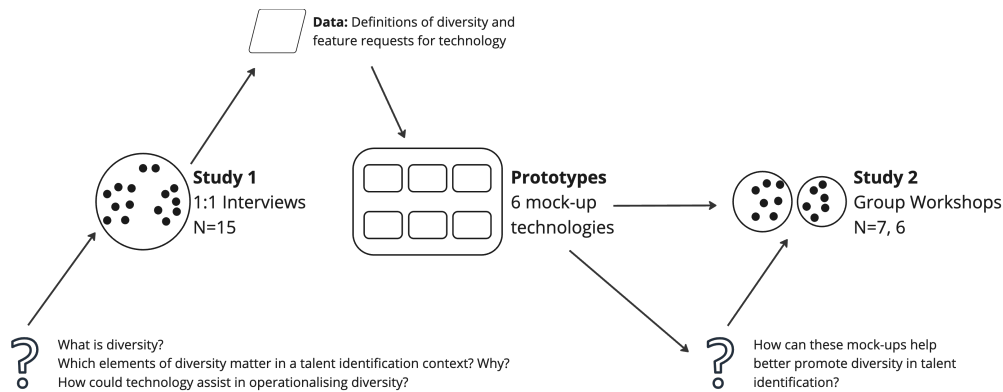 Data: Definitions of diversity and
feature requests for technology
Study 1
1:1 Interviews
N=15
Prototypes
6 mock-up
technologies
Study 2
Group Workshops
N=7, 6
?
What is diversity?
Which elements of diversity matter in a talent identification context? Why?
How could technology assist in operationalising diversity?
?
How can these mock-ups help
better promote diversity in talent
identification?